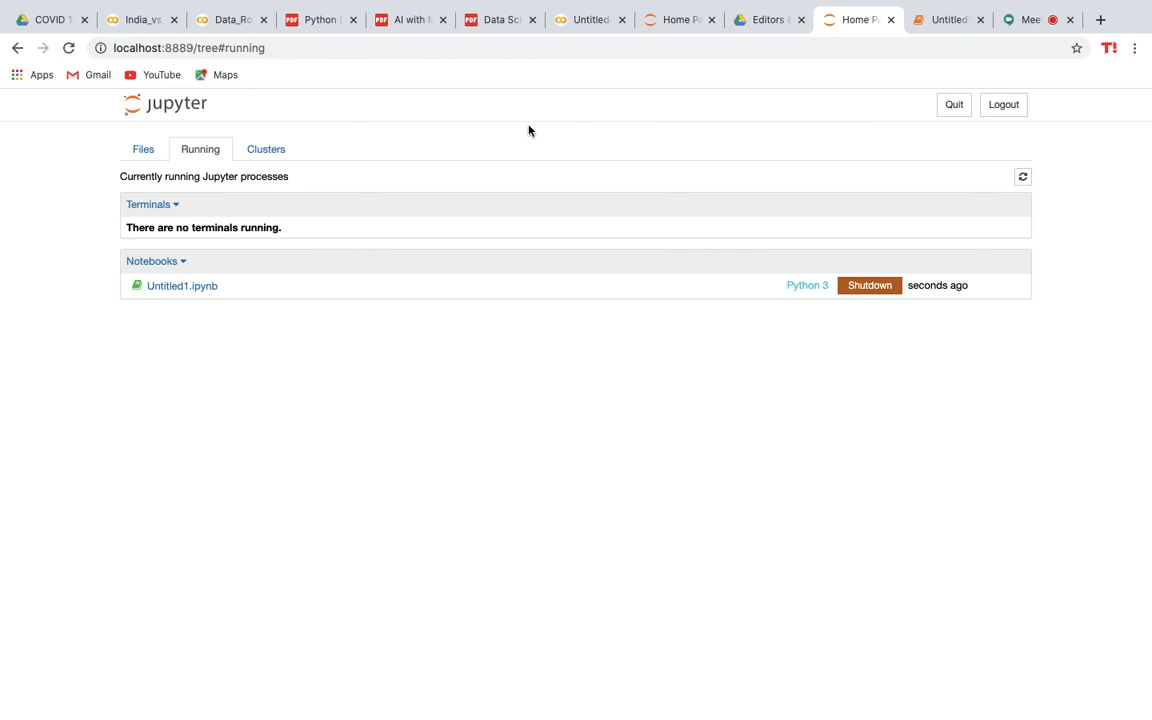 COVID 1 India_vs Data_Ro Python ( AI with M Data Sci Untitled Home Pa Editors & Home Pa Untitled Mee
localhost:8889/tree#running
Apps Gmail YouTube Maps
jupyter Quit Logout
Files Running Clusters
Currently running Jupyter processes
Terminals
There are no terminals running.
Notebooks
Untitled1.ipynb Python 3 Shutdown seconds ago